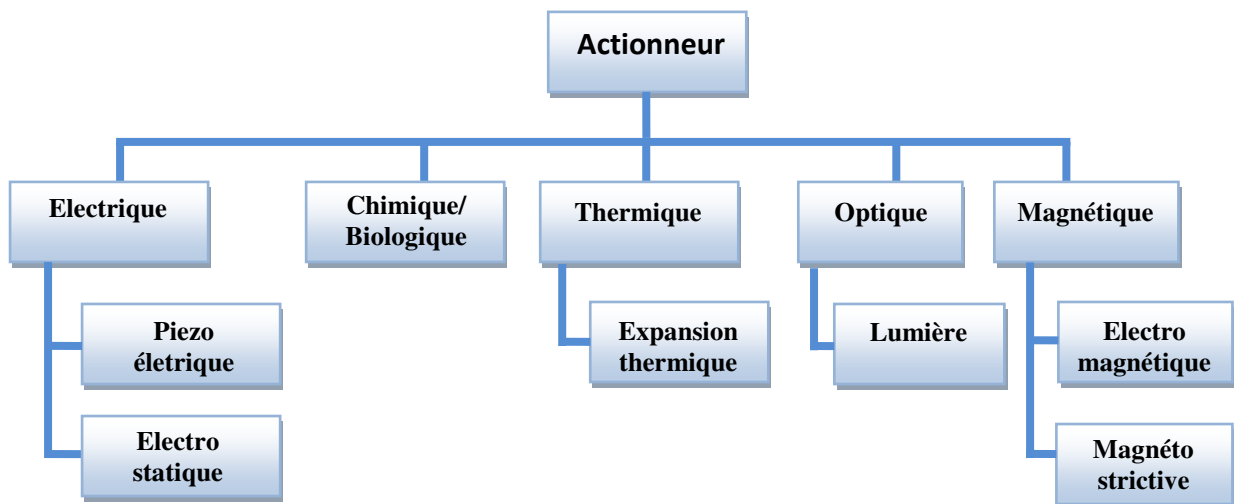 Actionneur
Electrique
Chimique/
Biologique
Thermique
Optique
Magnétique
Piezo
életrique
Expansion
thermique
Lumière
Electro
magnétique
Electro
statique
Magnéto
strictive